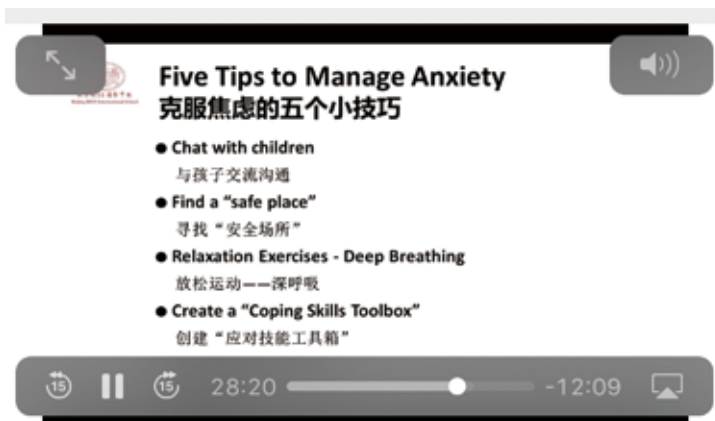 Five Tips to Manage Anxiety
克服焦虑的五个小技巧
● Chat with children
与孩子交流沟通
● Find a “safe place”
寻找“安全场所”
● Relaxation Exercises - Deep Breathing
放松运动——深呼吸
● Create a “Coping Skills Toolbox”
创建“应对技能工具箱”
15 15 28:20 -12:09